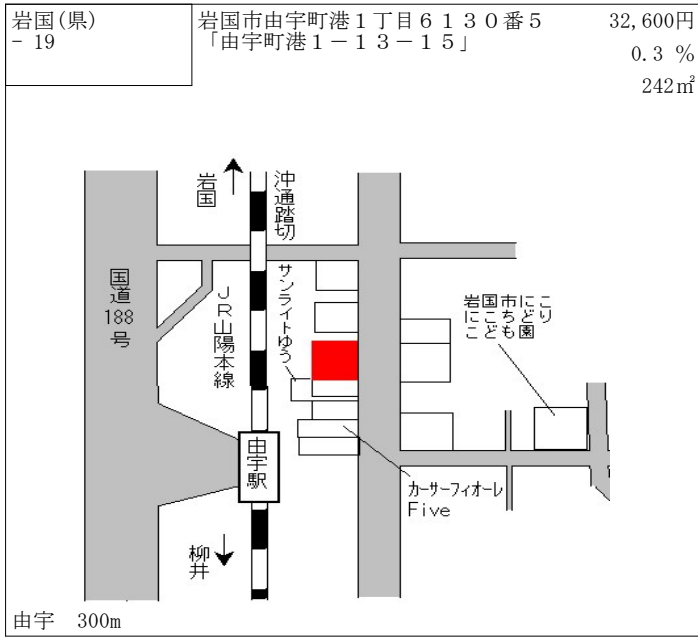 岩国(県)
- 19
岩国市由宇町港1丁目6130番5
「由宇町港1-13-15」
32,600円
0.3 %
242㎡
岩国
沖通踏切
国道188号
JR山陽本線
サンライトゆう
岩国市にこ
にこちどり
こども園
由宇駅
カーサーフィオーレ
Five
柳井
由宇 300m